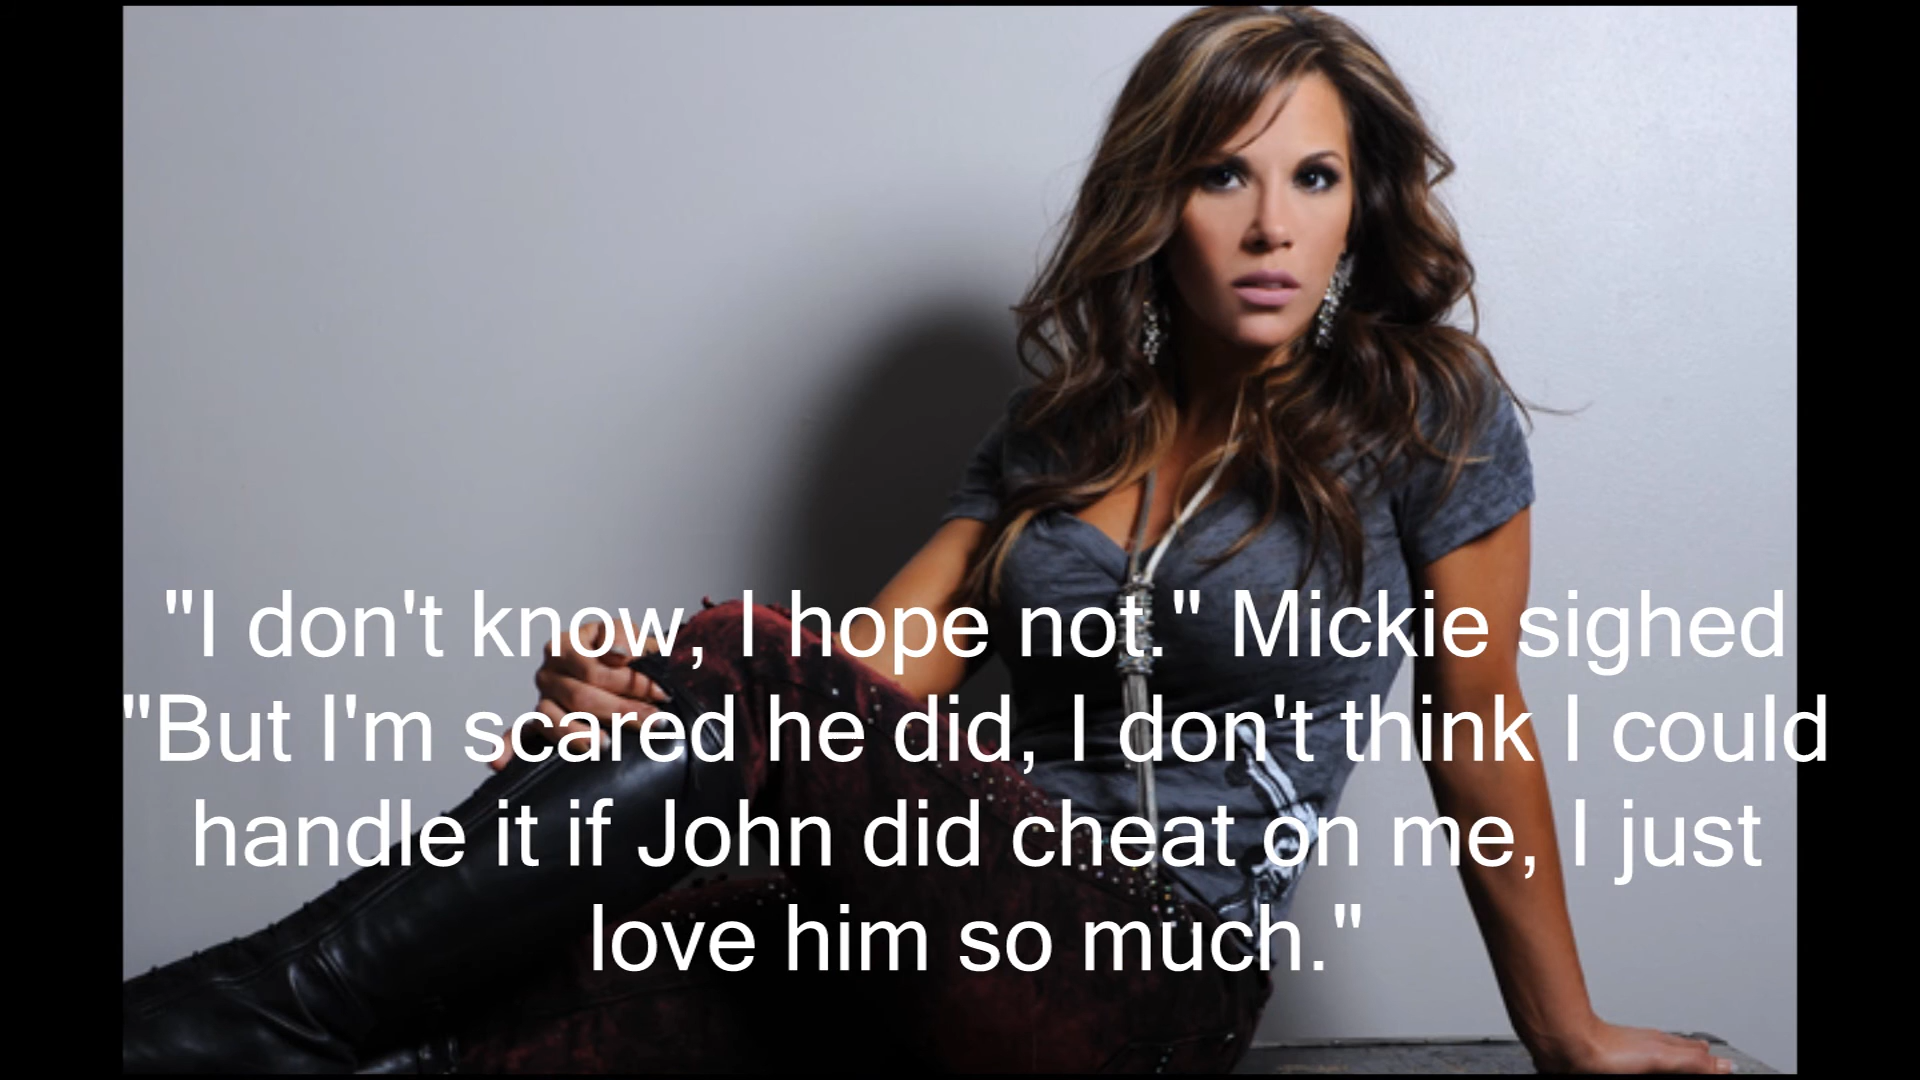 "I don't know, I hope not." Mickie sighed
"But I'm scared he did, I don't think I could
handle it if John did cheat on me, I just
love him so much."